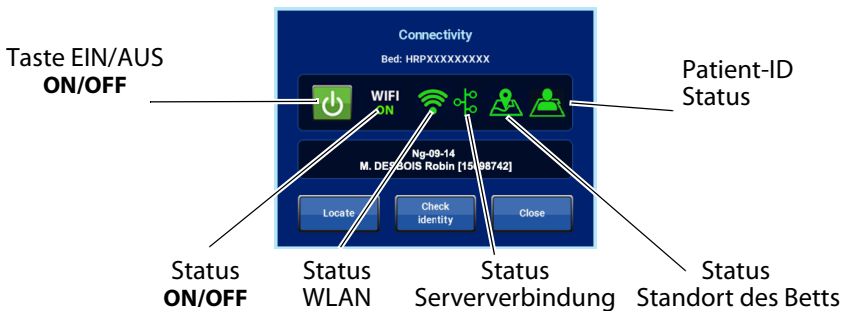 Connectivity
Bed: HRPXXXXXXXXX
Taste EIN/AUS
ON/OFF
WIFI
ON
Patient-ID
Status
Ng-09-14
M. DESBOIS Robin [15098742]
Locate
Check
identity
Close
Status
ON/OFF
Status
WLAN
Status
Serververbindung
Status
Standort des Betts